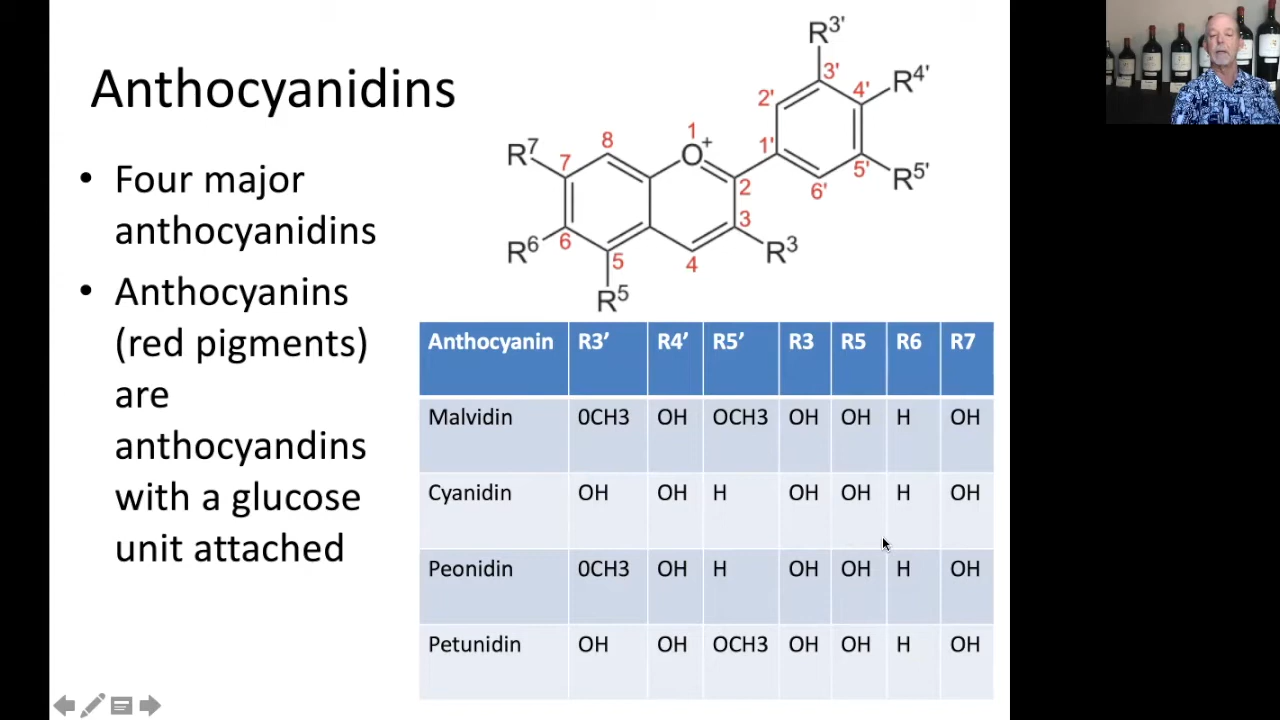 Anthocyanidins
• Four major
anthocyanidins
• Anthocyanins
(red pigments)
are
anthocyandins
with a glucose
unit attached
R3'
3'
R4'
4'
2'
1
8
1'
O+
R7
7
5'
R5'
2
6'
3
R6
6
R3
5
4
R5
Anthocyanin R3’ R4’ R5’ R3 R5 R6 R7
Malvidin 0CH3 OH OCH3 OH OH H OH
Cyanidin OH OH H OH OH H OH
Peonidin 0CH3 OH H OH OH H OH
Petunidin OH OH OCH3 OH OH H OH